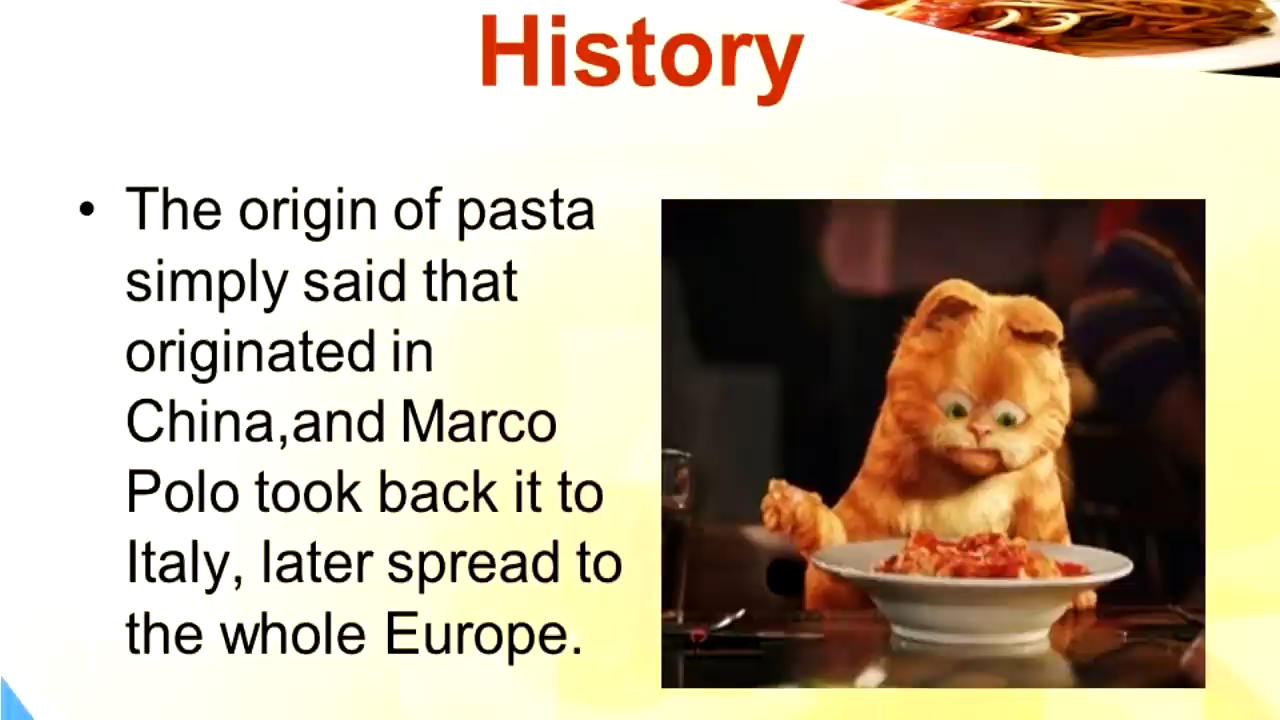 History
• The origin of pasta
simply said that
originated in
China,and Marco
Polo took back it to
Italy, later spread to
the whole Europe.